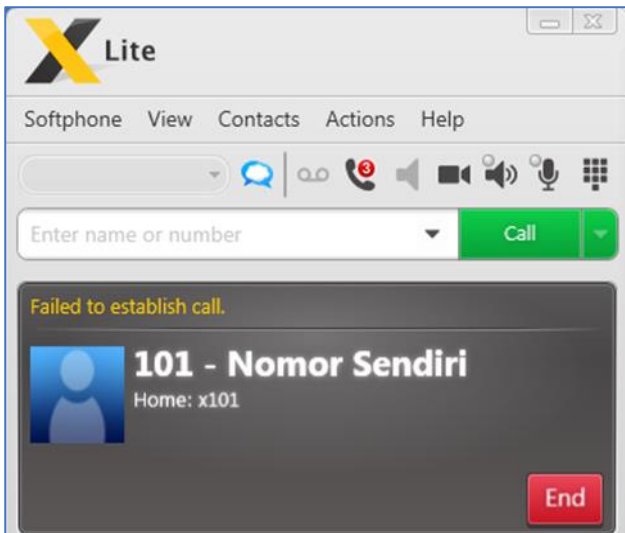 X Lite
Softphone View Contacts Actions Help
3
Enter name or number Call
Failed to establish call.
101 - Nomor Sendiri
Home: x101
End